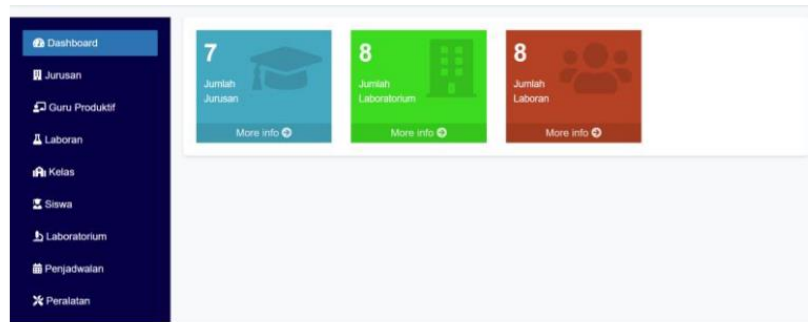 Dashboard
Jurusan
Guru Produktif
Laboran
Kelas
Siswa
Laboratorium
Penjadwalan
Peralatan
7
Jumlah
Jurusan
More info
8
Jumlah
Laboratorium
More info
8
Jumlah
Laboran
More info